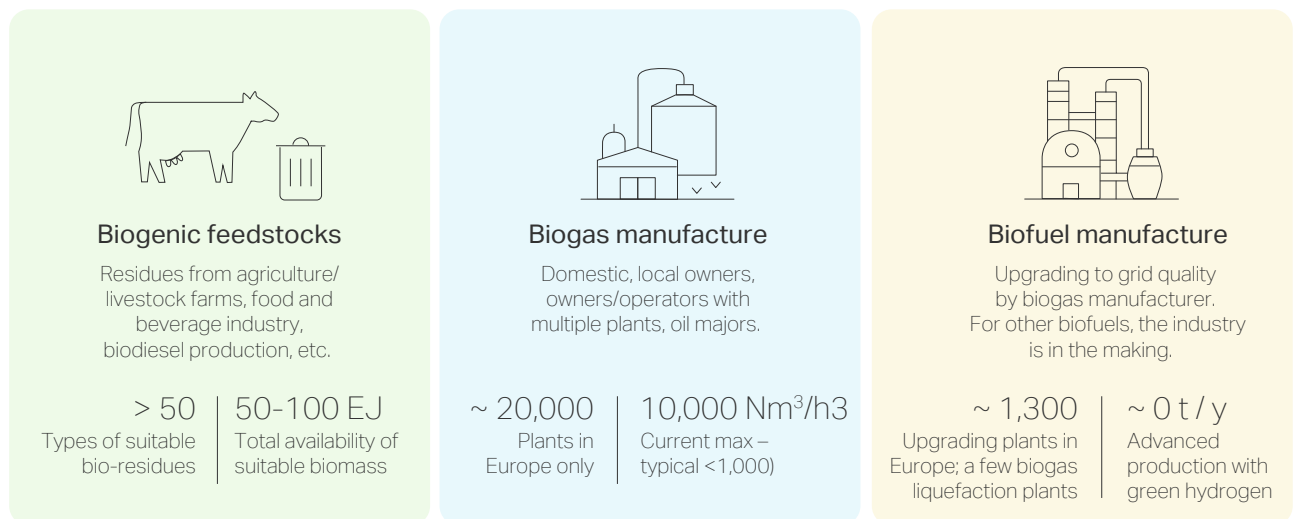 Biogenic feedstocks
Residues from agriculture/
livestock farms, food and
beverage industry,
biodiesel production, etc.
> 50
Types of suitable
bio-residues
50-100 EJ
Total availability of
suitable biomass
Biogas manufacture
Domestic, local owners,
owners/operators with
multiple plants, oil majors.
~ 20,000
Plants in
Europe only
10,000 Nm³/h3
Current max –
typical <1,000)
Biofuel manufacture
Upgrading to grid quality
by biogas manufacturer.
For other biofuels, the industry
is in the making.
~ 1,300
Upgrading plants in
Europe; a few biogas
liquefaction plants
~ 0 t / y
Advanced
production with
green hydrogen